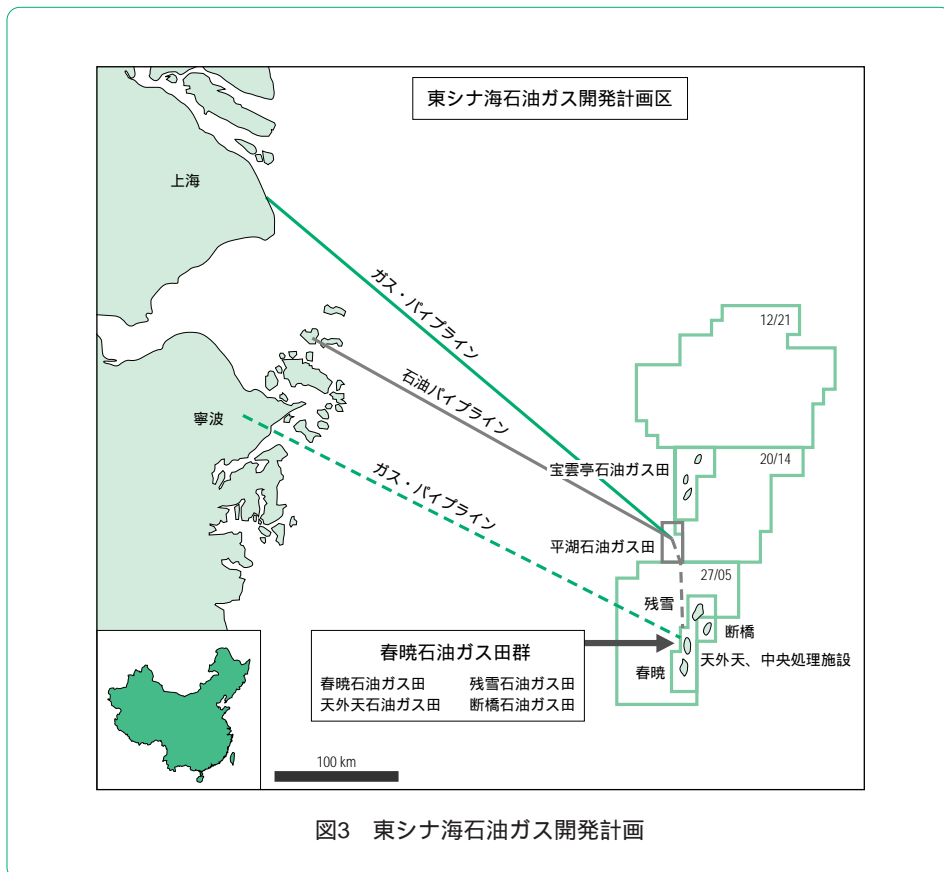 東シナ海石油ガス開発計画区
上海
ガス・パイプライン
12/21
石油パイプライン
寧波
宝雲亭石油ガス田
20/14
ガス・パイプライン
平湖石油ガス田
27/05
残雪
断橋
春暁石油ガス田群
天外天、中央処理施設
春暁
春暁石油ガス田 残雪石油ガス田
天外天石油ガス田 断橋石油ガス田
100 km
図3 東シナ海石油ガス開発計画